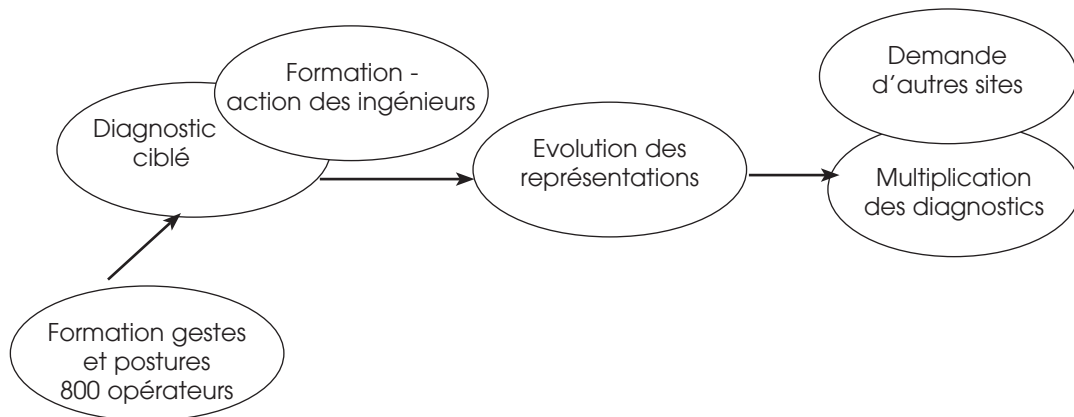 Formation -
action des ingénieurs
Diagnostic
ciblé
Evolution des
représentations
Demande
d'autres sites
Multiplication
des diagnostics
Formation gestes
et postures
800 opérateurs